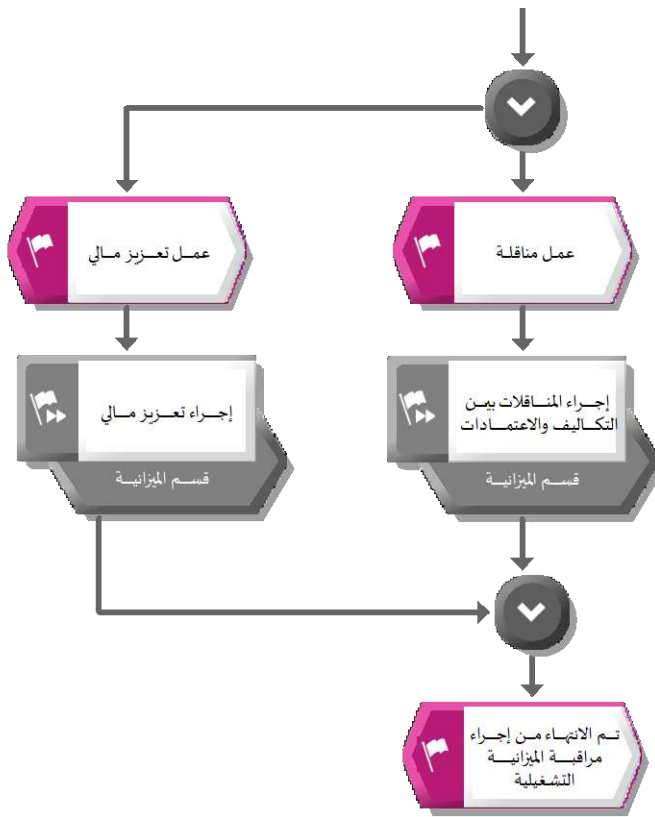 عمل مناقلة
عمل تعزيز مالي
إجراء المناقلات بين
التكاليف والاعتمادات
قسم الميزانية
إجراء تعزيز مالي
قسم الميزانية
تم الانتهاء من إجراء
مراقبة الميزانية
التشغيلية